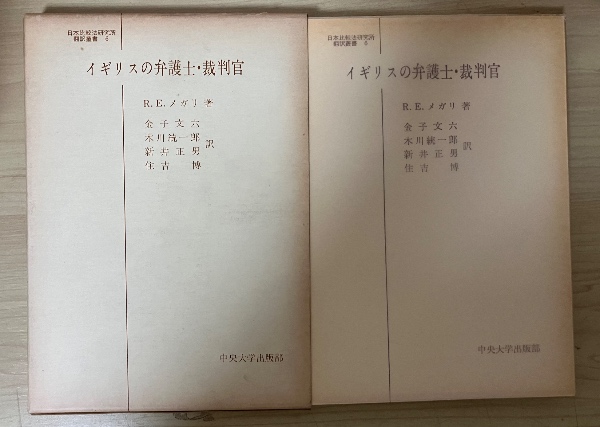 日本比較法研究所
翻訳叢書 6
イギリスの弁護士・裁判官
R. E. メガリ 著
金子文六
木川統一郎
新井正男
住吉 博
訳
中央大学出版部
日本比較法研究所
翻訳叢書 6
イギリスの弁護士・裁判官
R. E. メガリ 著
金子文六
木川統一郎
新井正男
住吉 博
訳
中央大学出版部